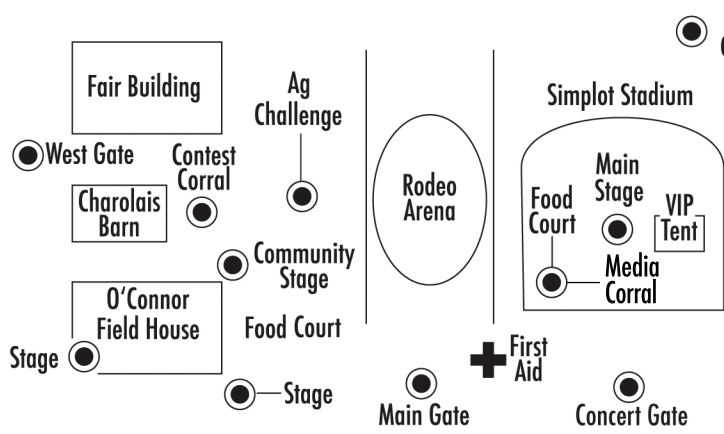 Fair Building
Ag
Challenge
Simplot Stadium
West Gate
Contest
Corral
Charolais
Barn
Rodeo
Arena
Food
Court
Main
Stage
VIP
Tent
Community
Stage
Media
Corral
O'Connor
Field House
Food Court
Stage
First
Aid
Stage
Main Gate
Concert Gate